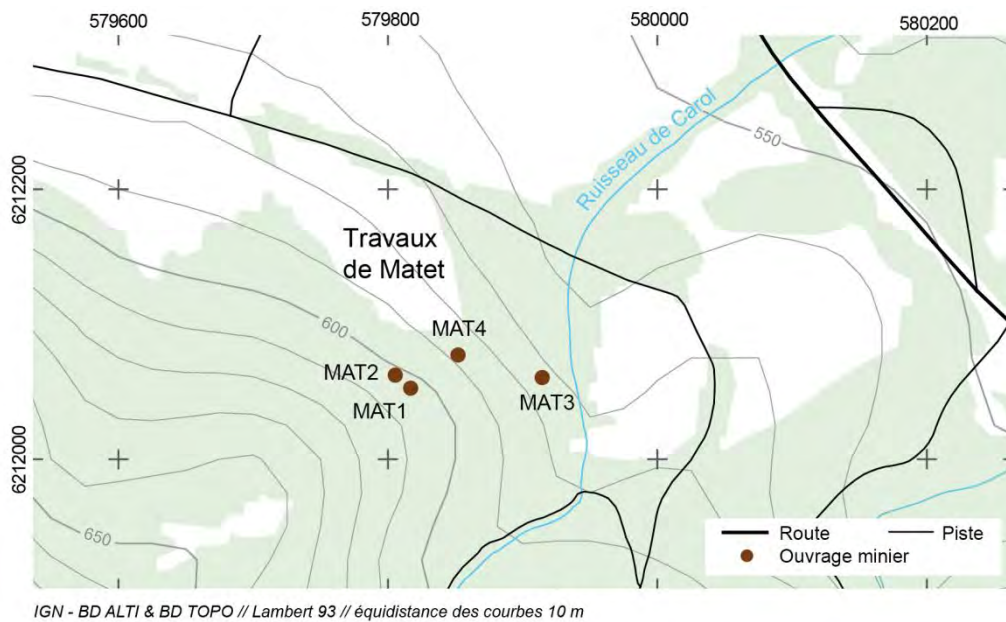 579600 579800 580000 580200
550
Ruisseau de Carol
6212200
Travaux
de Matet
600
MAT4
MAT2
MAT3
MAT1
6212000
650
Route Piste
Ouvrage minier
IGN - BD ALTI & BD TOPO // Lambert 93 // équidistance des courbes 10 m